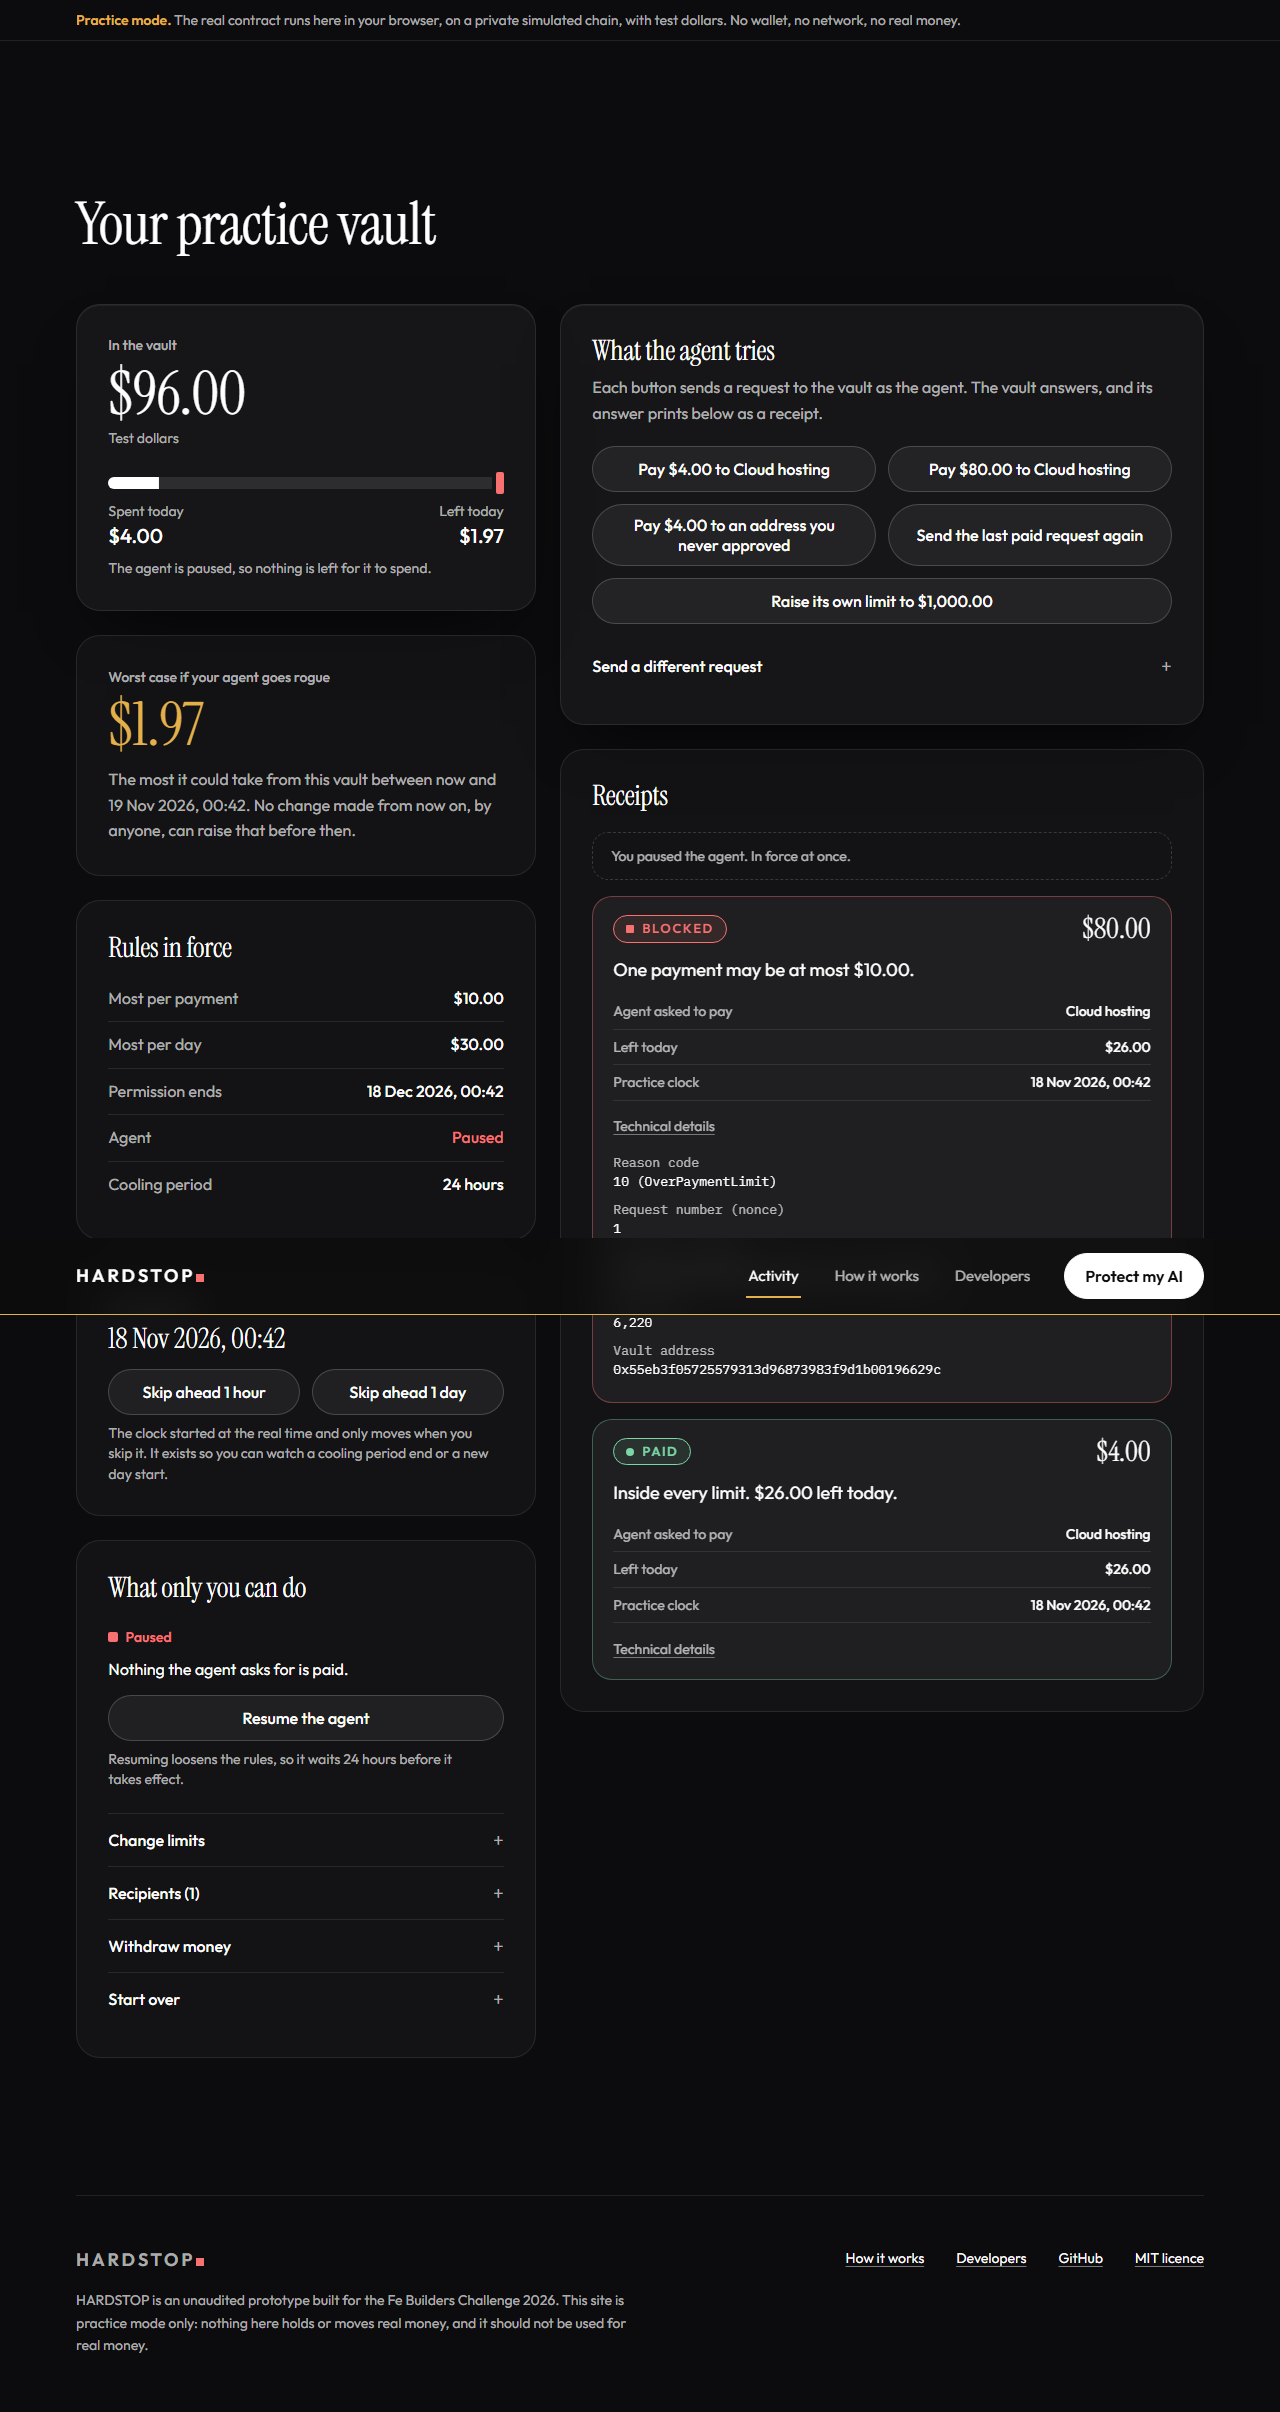 Practice mode. The real contract runs here in your browser, on a private simulated chain, with test dollars. No wallet, no network, no real money.
Your practice vault
In the vault
$96.00
Test dollars
Spent today
Left today
$4.00
$1.97
The agent is paused, so nothing is left for it to spend.
Worst case if your agent goes rogue
$1.97
The most it could take from this vault between now and
19 Nov 2026, 00:42. No change made from now on, by
anyone, can raise that before then.
Rules in force
Most per payment
$10.00
Most per day
$30.00
Permission ends
18 Dec 2026, 00:42
Agent
Paused
Cooling period
24 hours
What the agent tries
Each button sends a request to the vault as the agent. The vault answers, and its
answer prints below as a receipt.
Pay $4.00 to Cloud hosting
Pay $80.00 to Cloud hosting
Pay $4.00 to an address you
never approved
Send the last paid request again
Raise its own limit to $1,000.00
Send a different request
+
Receipts
You paused the agent. In force at once.
BLOCKED
$80.00
One payment may be at most $10.00.
Agent asked to pay
Cloud hosting
Left today
$26.00
Practice clock
18 Nov 2026, 00:42
Technical details
Reason code
10 (OverPaymentLimit)
Request number (nonce)
1
HARDSTOP
Activity
How it works
Developers
Protect my AI
18 Nov 2026, 00:42
Skip ahead 1 hour
Skip ahead 1 day
The clock started at the real time and only moves when you
skip it. It exists so you can watch a cooling period end or a new
day start.
6,220
Vault address
0x55eb3f05725579313d96873983f9d1b00196629c
PAID
$4.00
Inside every limit. $26.00 left today.
Agent asked to pay
Cloud hosting
Left today
$26.00
Practice clock
18 Nov 2026, 00:42
Technical details
What only you can do
Paused
Nothing the agent asks for is paid.
Resume the agent
Resuming loosens the rules, so it waits 24 hours before it
takes effect.
Change limits
+
Recipients (1)
+
Withdraw money
+
Start over
+
HARDSTOP
How it works
Developers
GitHub
MIT licence
HARDSTOP is an unaudited prototype built for the Fe Builders Challenge 2026. This site is
practice mode only: nothing here holds or moves real money, and it should not be used for
real money.